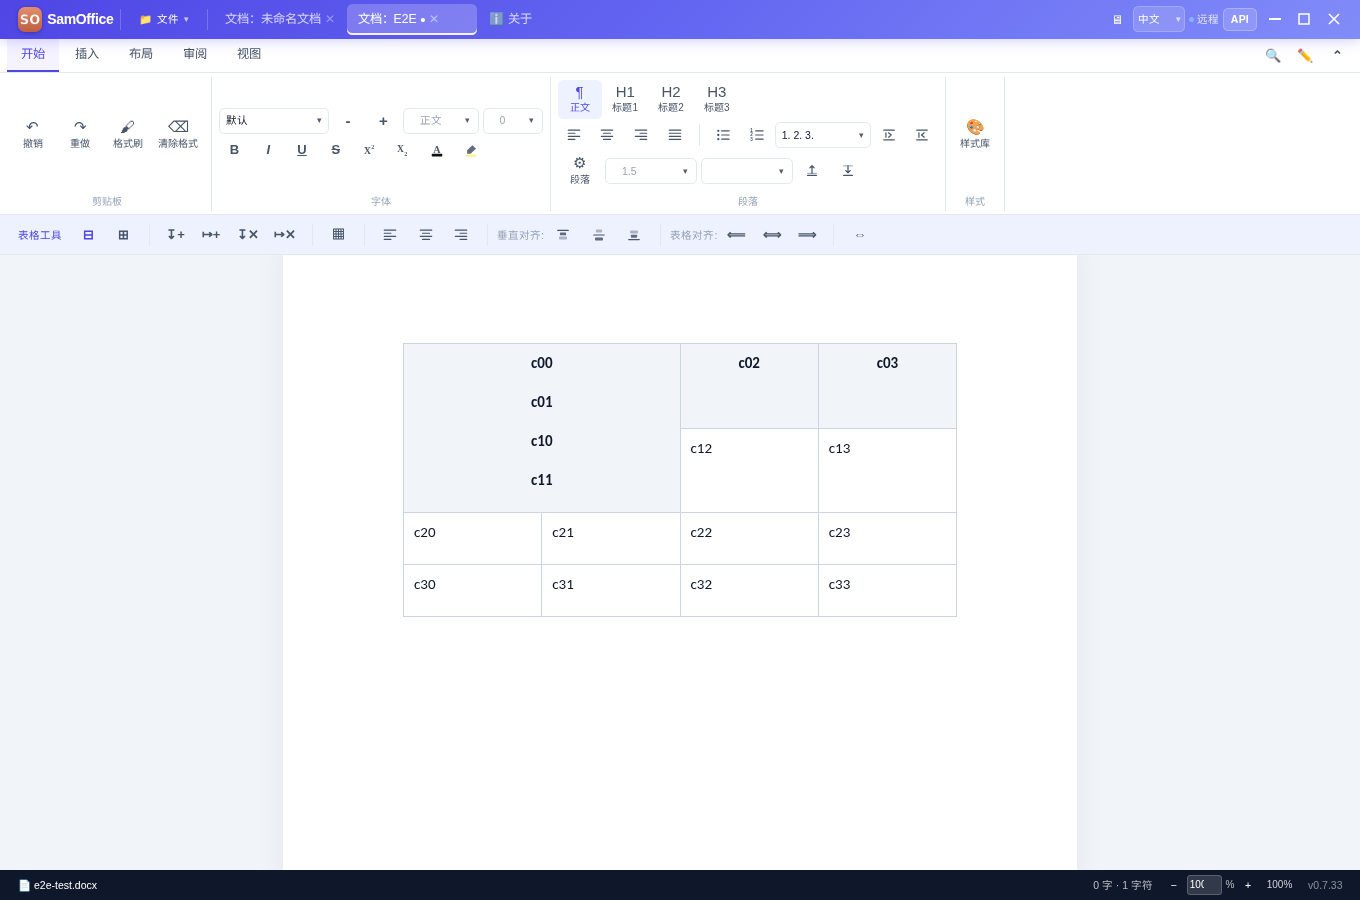 SO SamOffice 文件 文档：未命名文档 文档：E2E 关于 中文 远程 API
开始 插入 布局 审阅 视图
撤销 重做 格式刷 清除格式
剪贴板
默认 - + 正文 0
B I U S X² X₂ A
字体
¶ H1 H2 H3
正文 标题1 标题2 标题3
1. 2. 3.
段落 1.5
段落
样式库
样式
表格工具 垂直对齐: 表格对齐:
c00 c02 c03
c01
c10 c12 c13
c11
c20 c21 c22 c23
c30 c31 c32 c33
e2e-test.docx 0 字 · 1 字符 − 100 % + 100% v0.7.33